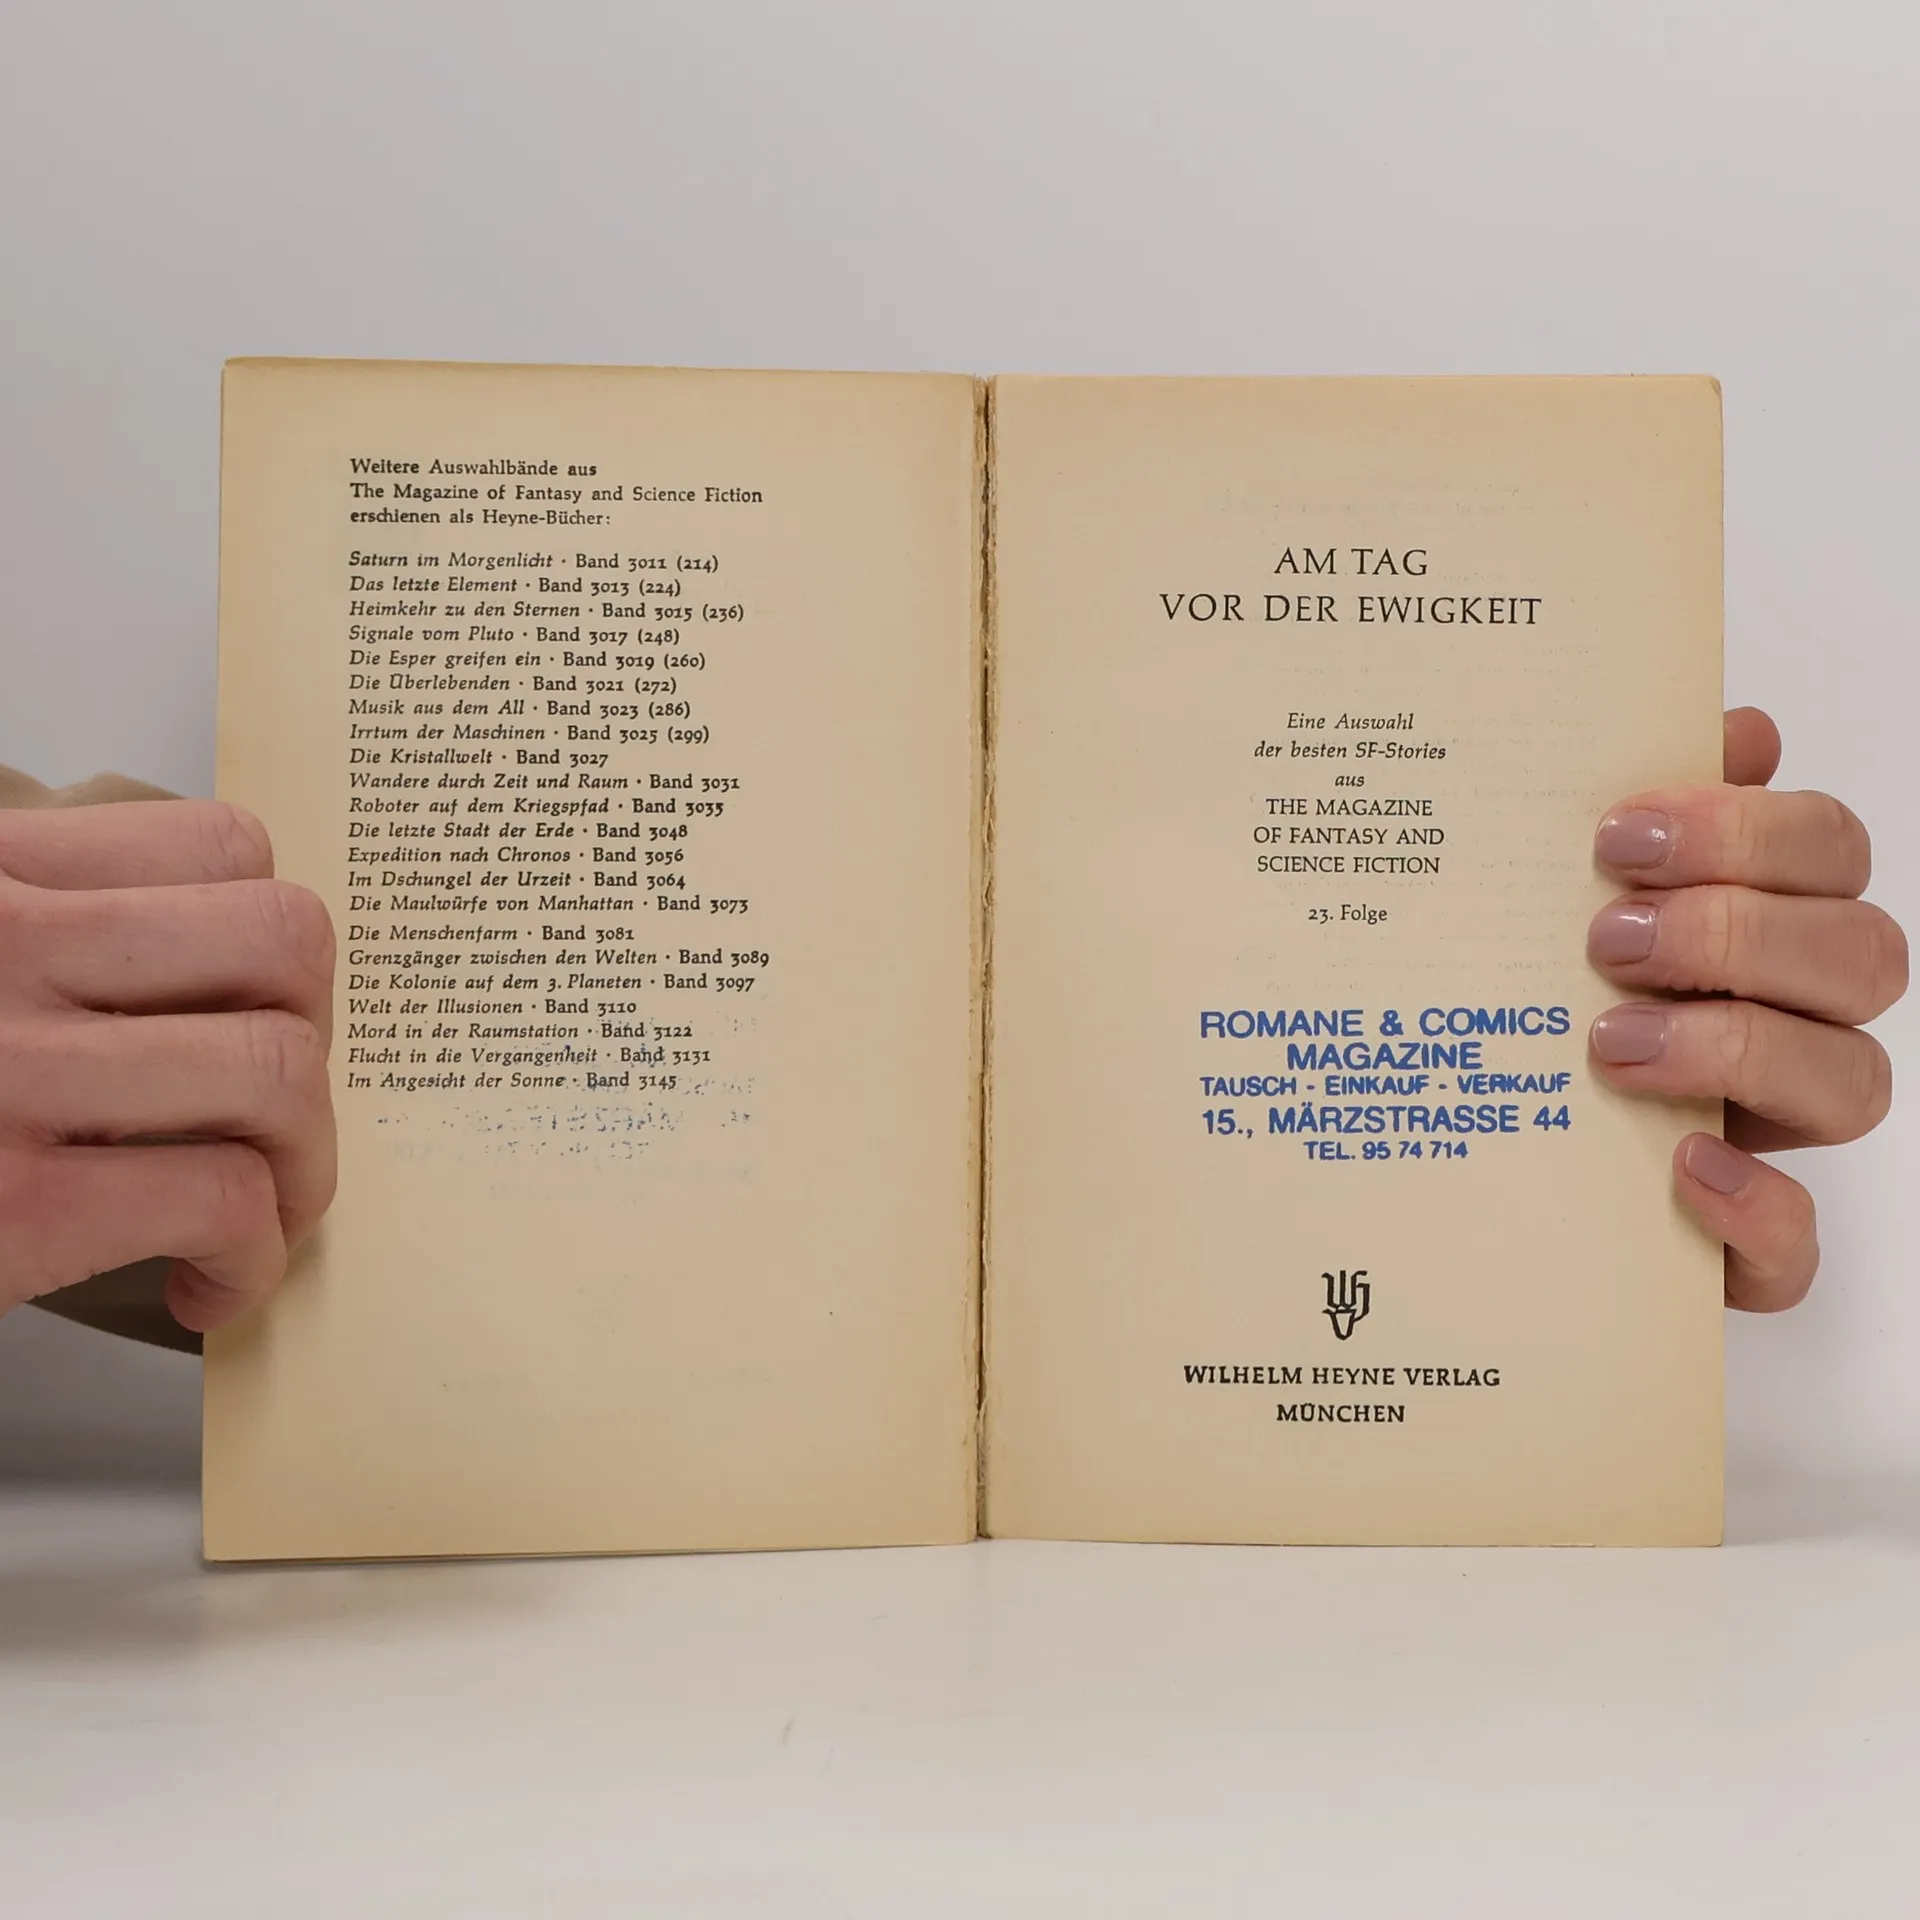 Weitere Auswahlbände aus
The Magazine of Fantasy and Science Fiction
erschienen als Heyne-Bücher:
Saturn im Morgenlicht · Band 3011 (214)
Das letzte Element · Band 3013 (224)
Heimkehr zu den Sternen · Band 3015 (236)
Signale vom Pluto · Band 3017 (248)
Die Esper greifen ein · Band 3019 (260)
Die Überlebenden · Band 3021 (272)
Musik aus dem All · Band 3023 (286)
Irrtum der Maschinen · Band 3025 (299)
Die Kristallwelt · Band 3027
Wandere durch Zeit und Raum · Band 3031
Roboter auf dem Kriegspfad · Band 3035
Die letzte Stadt der Erde · Band 3048
Expedition nach Chronos · Band 3056
Im Dschungel der Urzeit · Band 3064
Die Maulwürfe von Manhattan · Band 3073
Die Menschenfarm · Band 3081
Grenzgänger zwischen den Welten · Band 3089
Die Kolonie auf dem 3. Planeten · Band 3097
Welt der Illusionen · Band 3110
Mord in der Raumstation · Band 3122
Flucht in die Vergangenheit · Band 3131
Im Angesicht der Sonne · Band 3145
AM TAG
VOR DER EWIGKEIT
Eine Auswahl
der besten SF-Stories
aus
THE MAGAZINE
OF FANTASY AND
SCIENCE FICTION
23. Folge
ROMANE & COMICS
MAGAZINE
TAUSCH - EINKAUF - VERKAUF
15., MÄRZSTRASSE 44
TEL. 95 74 714
WILHELM HEYNE VERLAG
MÜNCHEN